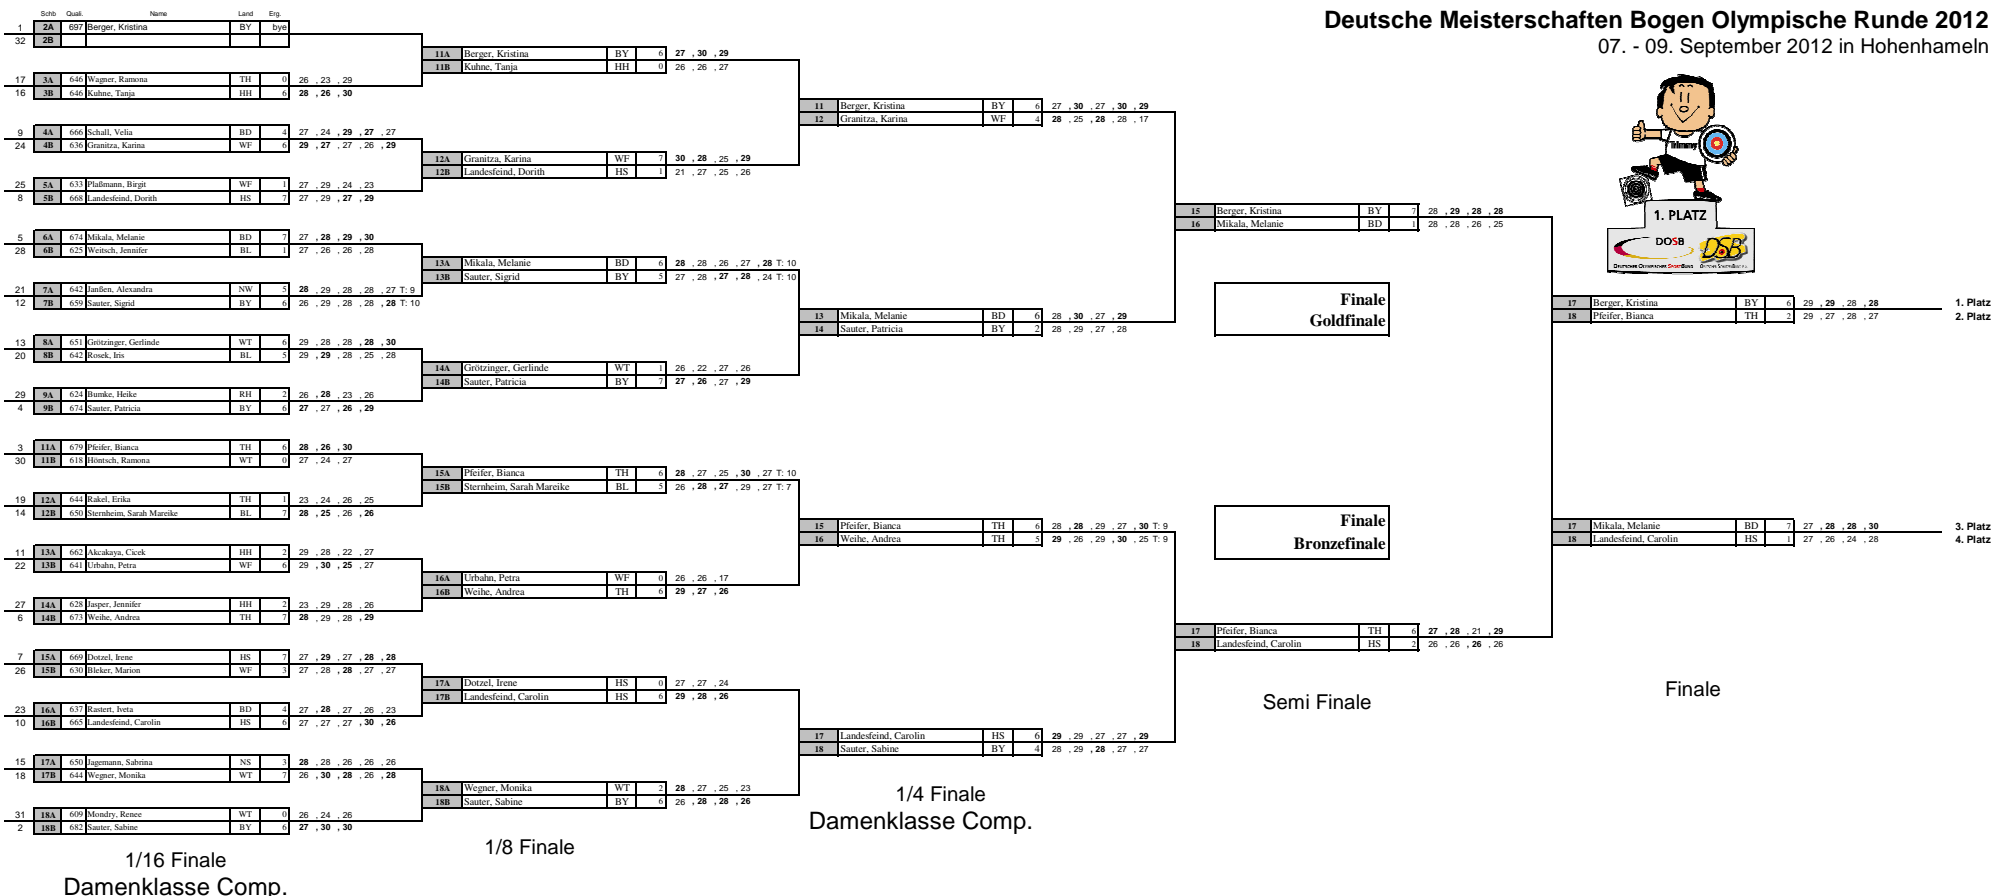 Deutsche Meisterschaften Bogen Olympische Runde 2012
07. - 09. September 2012 in Hohenhameln
Schb Quali. Name Land Erg.
1 2A 697 Berger, Kristina BY bye
32 2B
17 3A 646 Wagner, Ramona TH 0 26 , 23 , 29
16 3B 646 Kuhne, Tanja HH 6 28 , 26 , 30
9 4A 666 Schall, Velia BD 4 27 , 24 , 29 , 27 , 27
24 4B 636 Granitza, Karina WF 6 29 , 27 , 27 , 26 , 29
25 5A 633 Plaßmann, Birgit WF 1 27 , 29 , 24 , 23
8 5B 668 Landesfeind, Dorith HS 7 27 , 29 , 27 , 29
5 6A 674 Mikala, Melanie BD 7 27 , 28 , 29 , 30
28 6B 625 Weitsch, Jennifer BL 1 27 , 26 , 26 , 28
21 7A 642 Janßen, Alexandra NW 5 28 , 29 , 28 , 28 , 27 T: 9
12 7B 659 Sauter, Sigrid BY 6 26 , 29 , 28 , 28 , 28 T: 10
13 8A 651 Grötzinger, Gerlinde WT 6 29 , 28 , 28 , 28 , 30
20 8B 642 Rosek, Iris BL 5 29 , 29 , 28 , 25 , 28
29 9A 624 Bumke, Heike RH 2 26 , 28 , 23 , 26
4 9B 674 Sauter, Patricia BY 6 27 , 27 , 26 , 29
3 11A 679 Pfeifer, Bianca TH 6 28 , 26 , 30
30 11B 618 Höntsch, Ramona WT 0 27 , 24 , 27
19 12A 644 Rakel, Erika TH 1 23 , 24 , 26 , 25
14 12B 650 Sternheim, Sarah Mareike BL 7 28 , 25 , 26 , 26
11 13A 662 Akcakaya, Cicek HH 2 29 , 28 , 22 , 27
22 13B 641 Urbahn, Petra WF 6 29 , 30 , 25 , 27
27 14A 628 Jasper, Jennifer HH 2 23 , 29 , 28 , 26
6 14B 673 Weihe, Andrea TH 7 28 , 29 , 28 , 29
7 15A 669 Dotzel, Irene HS 7 27 , 29 , 27 , 28 , 28
26 15B 630 Bleker, Marion WF 3 27 , 28 , 28 , 27 , 27
23 16A 637 Rastert, Iveta BD 4 27 , 28 , 27 , 26 , 23
10 16B 665 Landesfeind, Carolin HS 6 27 , 27 , 27 , 30 , 26
15 17A 650 Jagemann, Sabrina NS 3 28 , 28 , 26 , 26 , 26
18 17B 644 Wegner, Monika WT 7 26 , 30 , 28 , 26 , 28
31 18A 609 Mondry, Renee WT 0 26 , 24 , 26
2 18B 682 Sauter, Sabine BY 6 27 , 30 , 30
1/16 Finale
Damenklasse Comp.
11A Berger, Kristina BY 6 27 , 30 , 29
11B Kuhne, Tanja HH 0 26 , 26 , 27
12A Granitza, Karina WF 7 30 , 28 , 25 , 29
12B Landesfeind, Dorith HS 1 21 , 27 , 25 , 26
13A Mikala, Melanie BD 6 28 , 28 , 26 , 27 , 28 T: 10
13B Sauter, Sigrid BY 5 27 , 28 , 27 , 28 , 24 T: 10
14A Grötzinger, Gerlinde WT 1 26 , 22 , 27 , 26
14B Sauter, Patricia BY 7 27 , 26 , 27 , 29
15A Pfeifer, Bianca TH 6 28 , 27 , 25 , 30 , 27 T: 10
15B Sternheim, Sarah Mareike BL 5 26 , 28 , 27 , 29 , 27 T: 7
16A Urbahn, Petra WF 0 26 , 26 , 17
16B Weihe, Andrea TH 6 29 , 27 , 26
17A Dotzel, Irene HS 0 27 , 27 , 24
17B Landesfeind, Carolin HS 6 29 , 28 , 26
18A Wegner, Monika WT 2 28 , 27 , 25 , 23
18B Sauter, Sabine BY 6 26 , 28 , 28 , 26
1/8 Finale
11 Berger, Kristina BY 6 27 , 30 , 27 , 30 , 29
12 Granitza, Karina WF 4 28 , 25 , 28 , 28 , 17
13 Mikala, Melanie BD 6 28 , 30 , 27 , 29
14 Sauter, Patricia BY 2 28 , 29 , 27 , 28
15 Pfeifer, Bianca TH 6 28 , 28 , 29 , 27 , 30 T: 9
16 Weihe, Andrea TH 5 29 , 26 , 29 , 30 , 25 T: 9
17 Landesfeind, Carolin HS 6 29 , 29 , 27 , 27 , 29
18 Sauter, Sabine BY 4 28 , 29 , 28 , 27 , 27
1/4 Finale
Damenklasse Comp.
15 Berger, Kristina BY 7 28 , 29 , 28 , 28
16 Mikala, Melanie BD 1 28 , 28 , 26 , 25
Finale
Goldfinale
Finale
Bronzefinale
17 Pfeifer, Bianca TH 6 27 , 28 , 21 , 29
18 Landesfeind, Carolin HS 2 26 , 26 , 26 , 26
Semi Finale
Trimmy
1. PLATZ
DOSB
DSB
DEUTSCHER OLYMPISCHER SPORTBUND
17 Berger, Kristina BY 6 29 , 29 , 28 , 28 1. Platz
18 Pfeifer, Bianca TH 2 29 , 27 , 28 , 27 2. Platz
17 Mikala, Melanie BD 7 27 , 28 , 28 , 30 3. Platz
18 Landesfeind, Carolin HS 1 27 , 26 , 24 , 28 4. Platz
Finale